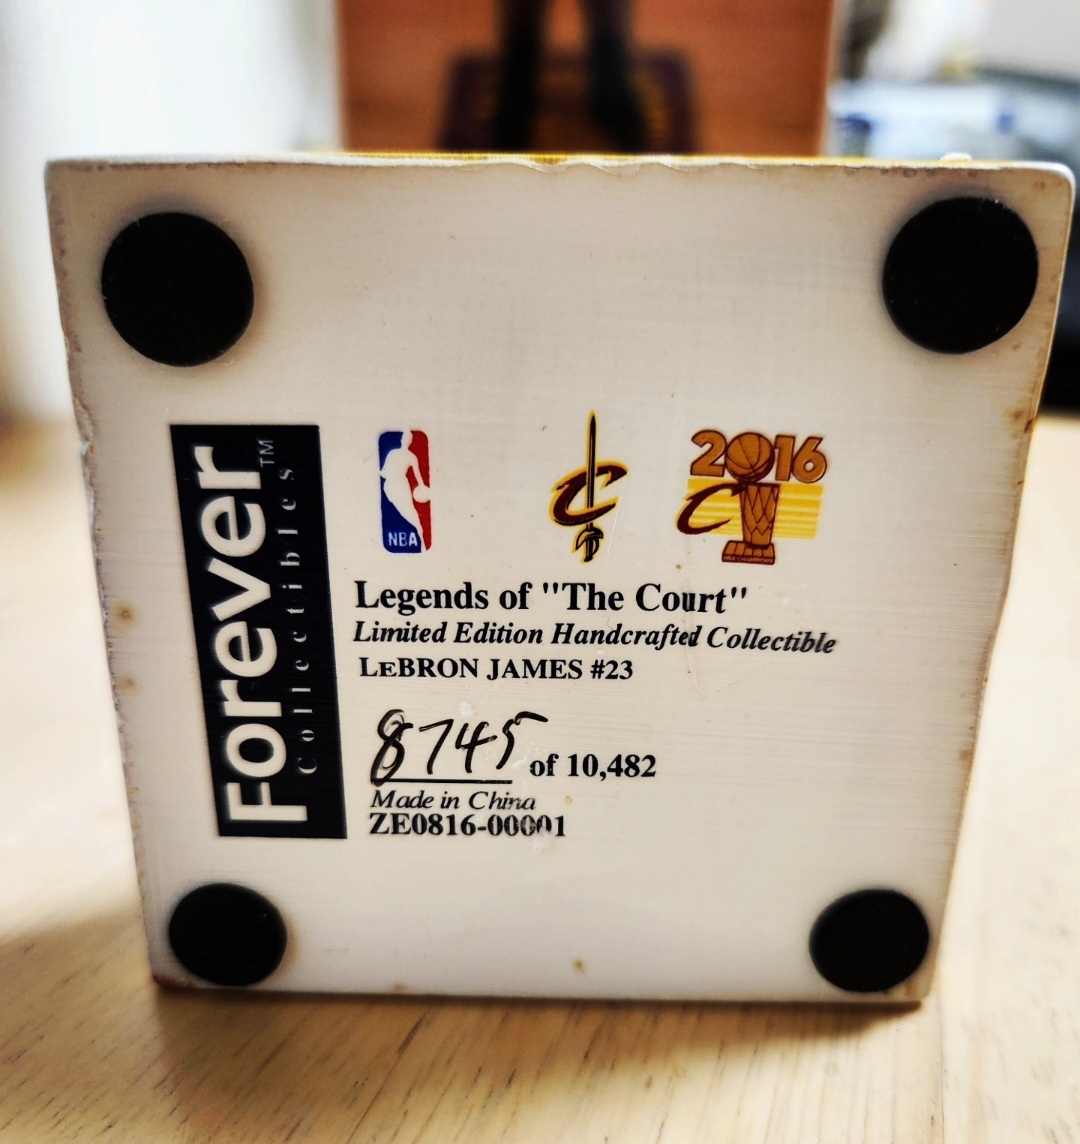 Forever™
Collectibles
NBA
2016
C
Legends of "The Court"
Limited Edition Handcrafted Collectible
LeBRON JAMES #23
8745 of 10,482
Made in China
ZE0816-00001